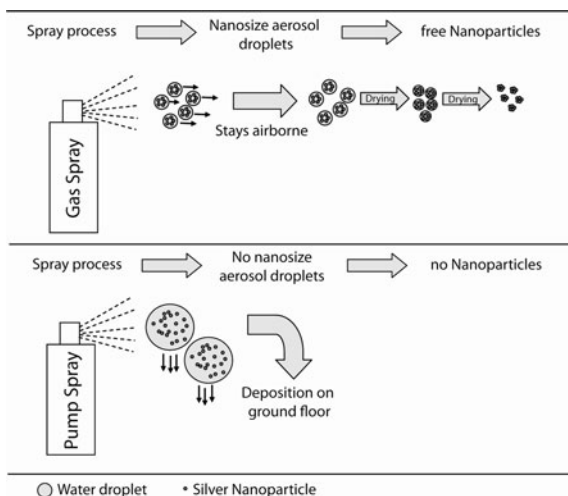 Spray process
Nanosize aerosol
droplets
free Nanoparticles
Gas Spray
Stays airborne
Drying
Drying
Spray process
No nanosize
aerosol droplets
no Nanoparticles
Pump Spray
Deposition on
ground floor
Water droplet
Silver Nanoparticle